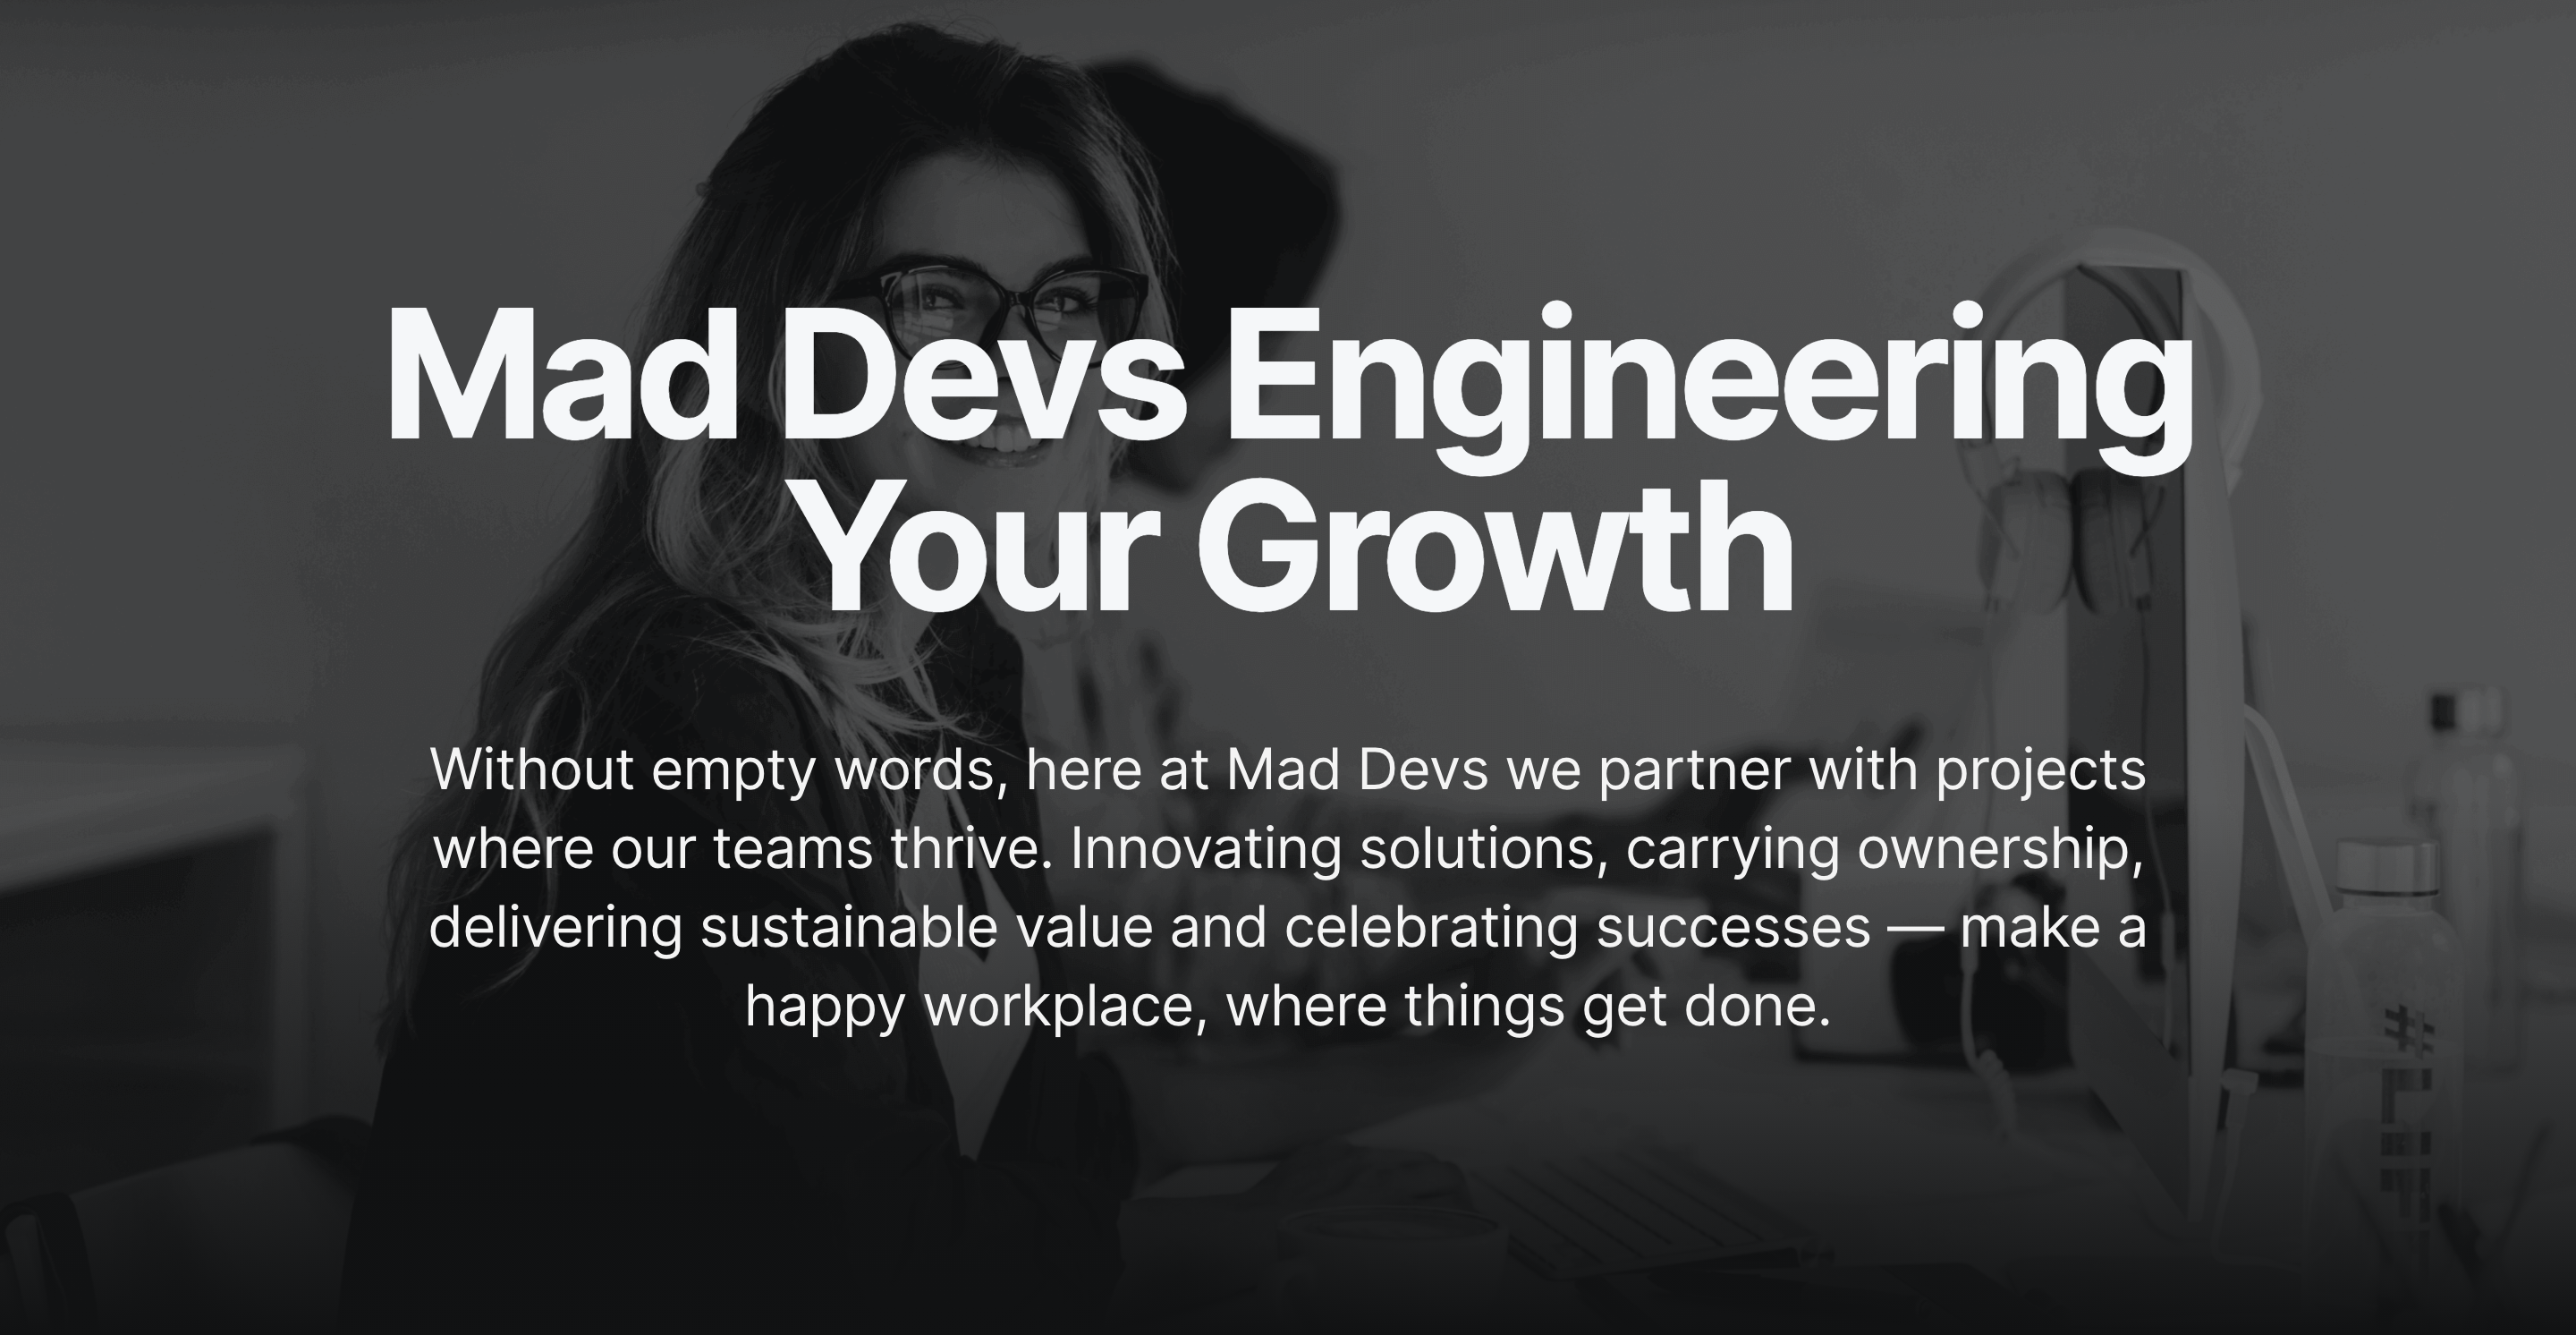 Mad Devs Engineering
Your Growth
Without empty words, here at Mad Devs we partner with projects
where our teams thrive. Innovating solutions, carrying ownership,
delivering sustainable value and celebrating successes — make a
happy workplace, where things get done.